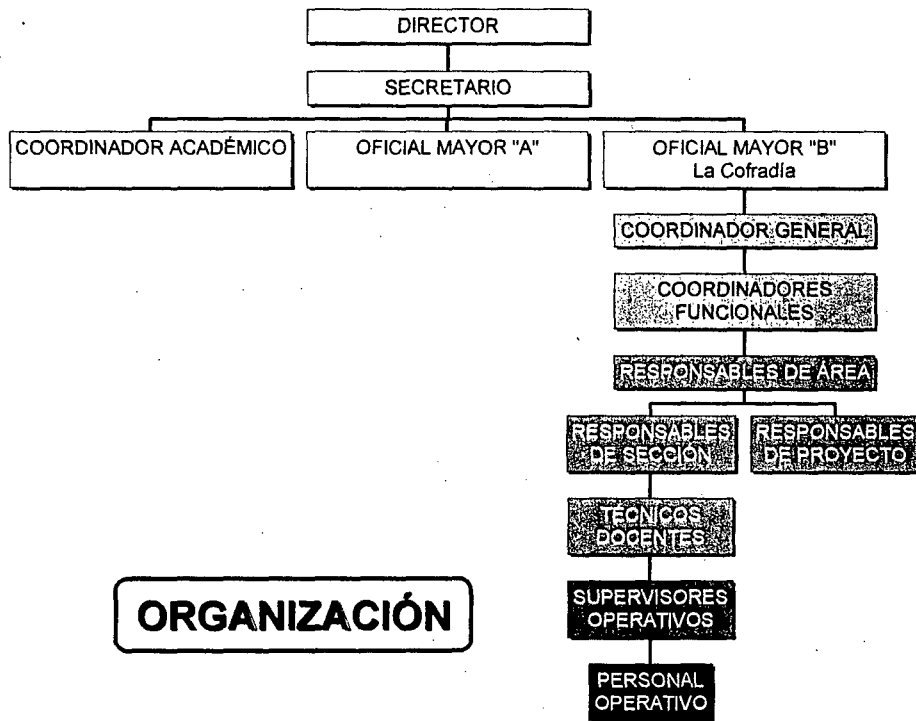 DIRECTOR
SECRETARIO
COORDINADOR ACADÉMICO
OFICIAL MAYOR "A"
OFICIAL MAYOR "B"
La Cofradía
COORDINADOR GENERAL
COORDINADORES
FUNCIONALES
RESPONSABLES DE ÁREA
RESPONSABLES
DE SECCIÓN
RESPONSABLES
DE PROYECTO
TÉCNICOS
DOCENTES
SUPERVISORES
OPERATIVOS
PERSONAL
OPERATIVO
ORGANIZACIÓN